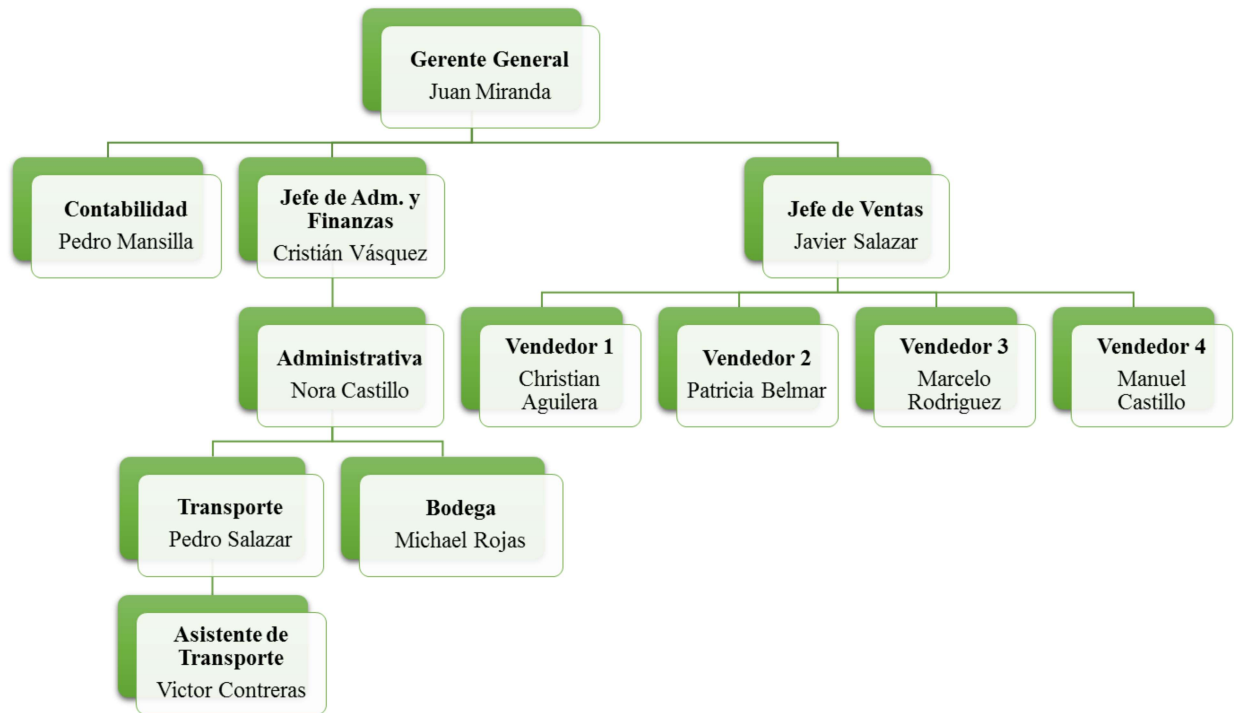 Gerente General
Juan Miranda
Contabilidad
Pedro Mansilla
Jefe de Adm. y
Finanzas
Cristián Vásquez
Jefe de Ventas
Javier Salazar
Administrativa
Nora Castillo
Vendedor 1
Christian
Aguilera
Vendedor 2
Patricia Belmar
Vendedor 3
Marcelo
Rodriguez
Vendedor 4
Manuel
Castillo
Transporte
Pedro Salazar
Bodega
Michael Rojas
Asistente de
Transporte
Victor Contreras